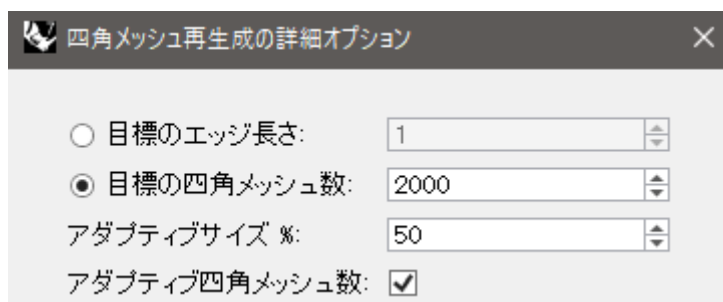 四角メッシュ再生成の詳細オプション
目標のエッジ長さ: 1
目標の四角メッシュ数: 2000
アダプティブサイズ %: 50
アダプティブ四角メッシュ数: